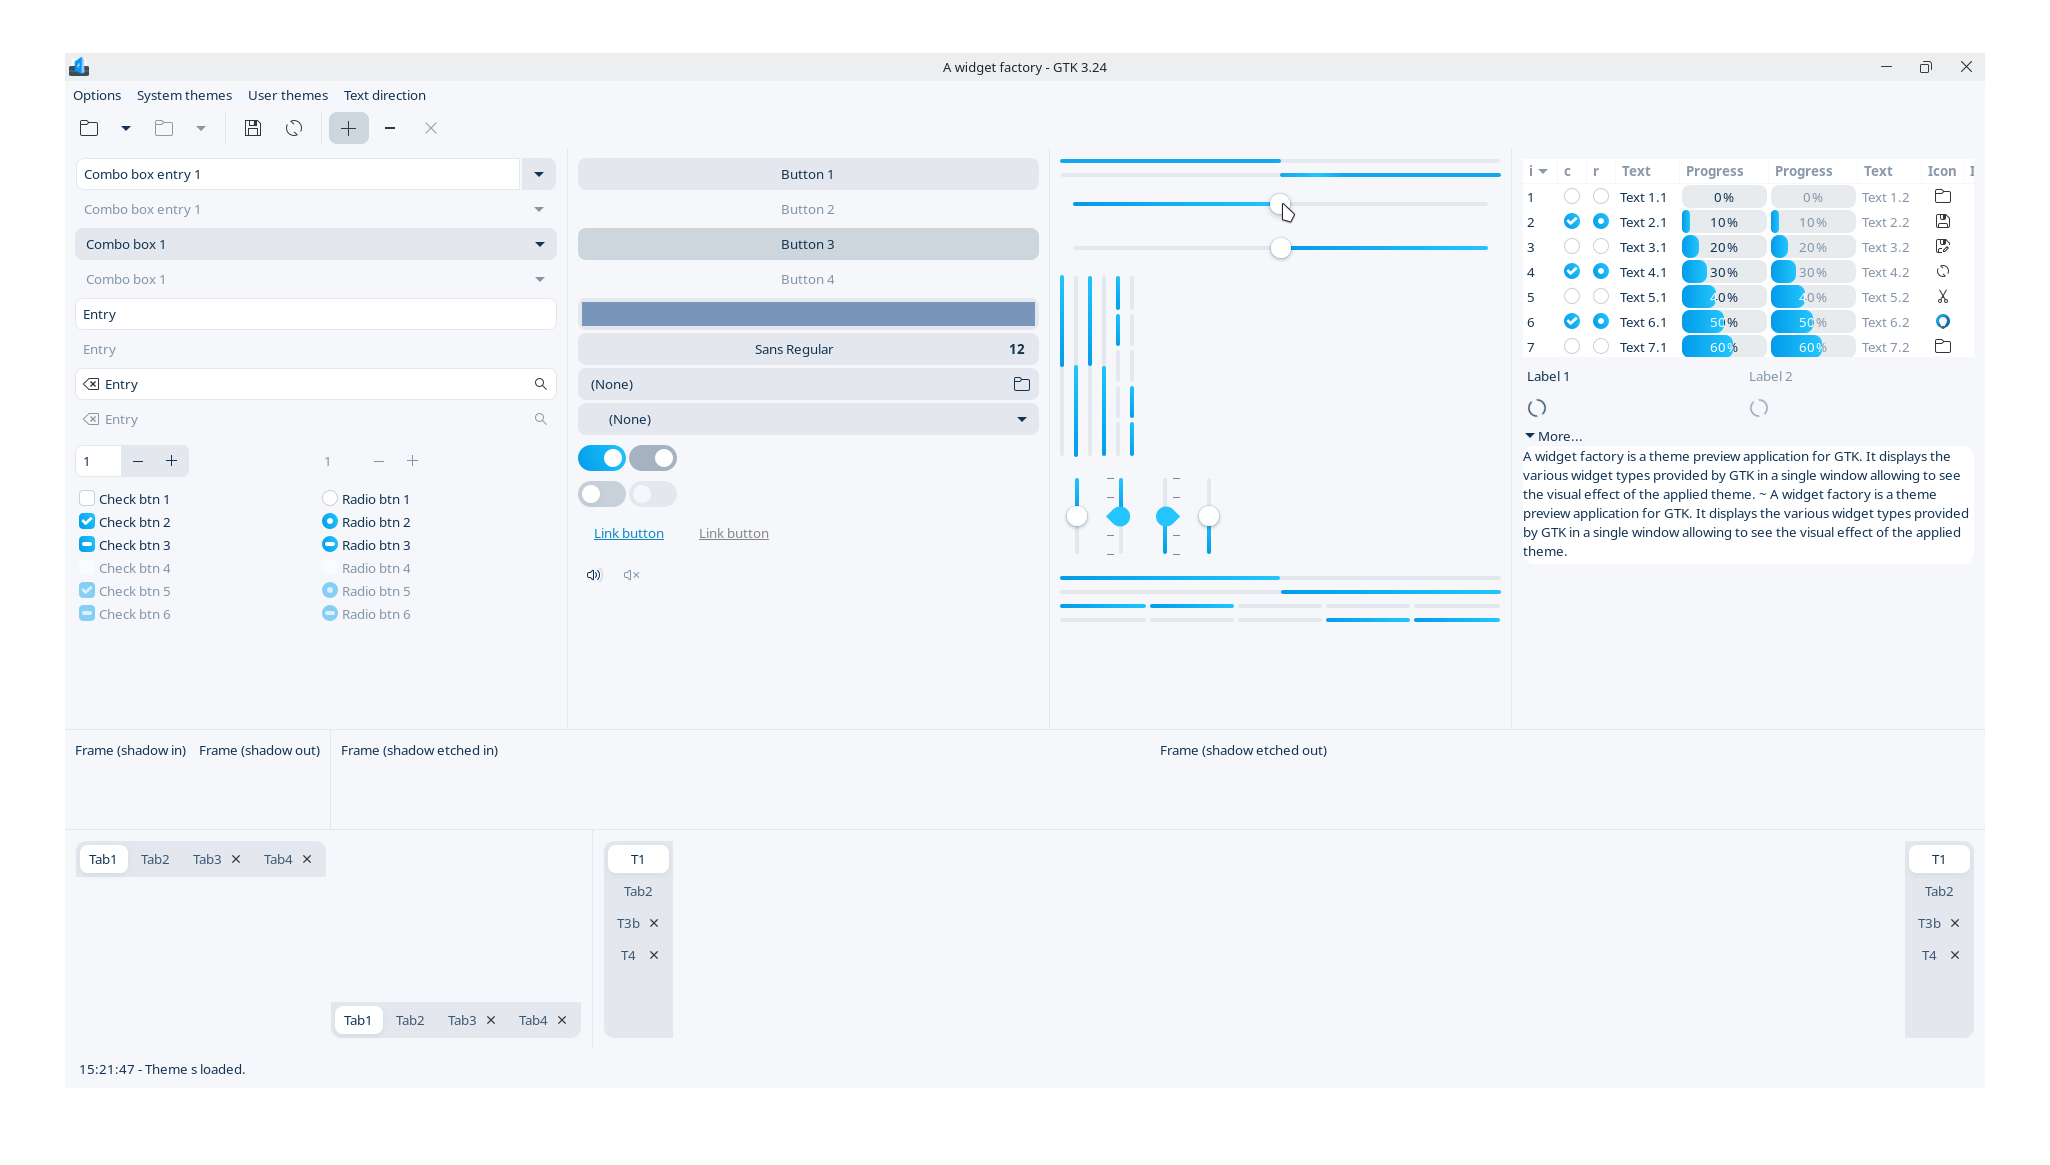 A widget factory - GTK 3.24
Options System themes User themes Text direction
Combo box entry 1
Combo box entry 1
Combo box 1
Combo box 1
Entry
Entry
Entry
Entry
1 1
Check btn 1 Radio btn 1
Check btn 2 Radio btn 2
Check btn 3 Radio btn 3
Check btn 4 Radio btn 4
Check btn 5 Radio btn 5
Check btn 6 Radio btn 6
Button 1
Button 2
Button 3
Button 4
Sans Regular 12
(None)
(None)
Link button Link button
i c r Text Progress Progress Text Icon I
1 Text 1.1 0% 0% Text 1.2
2 Text 2.1 10% 10% Text 2.2
3 Text 3.1 20% 20% Text 3.2
4 Text 4.1 30% 30% Text 4.2
5 Text 5.1 40% 40% Text 5.2
6 Text 6.1 50% 50% Text 6.2
7 Text 7.1 60% 60% Text 7.2
Label 1 Label 2
More...
A widget factory is a theme preview application for GTK. It displays the
various widget types provided by GTK in a single window allowing to see
the visual effect of the applied theme. ~ A widget factory is a theme
preview application for GTK. It displays the various widget types provided
by GTK in a single window allowing to see the visual effect of the applied
theme.
Frame (shadow in) Frame (shadow out) Frame (shadow etched in) Frame (shadow etched out)
Tab1 Tab2 Tab3 Tab4
Tab1 Tab2 Tab3 Tab4
T1
Tab2
T3b
T4
T1
Tab2
T3b
T4
15:21:47 - Theme s loaded.